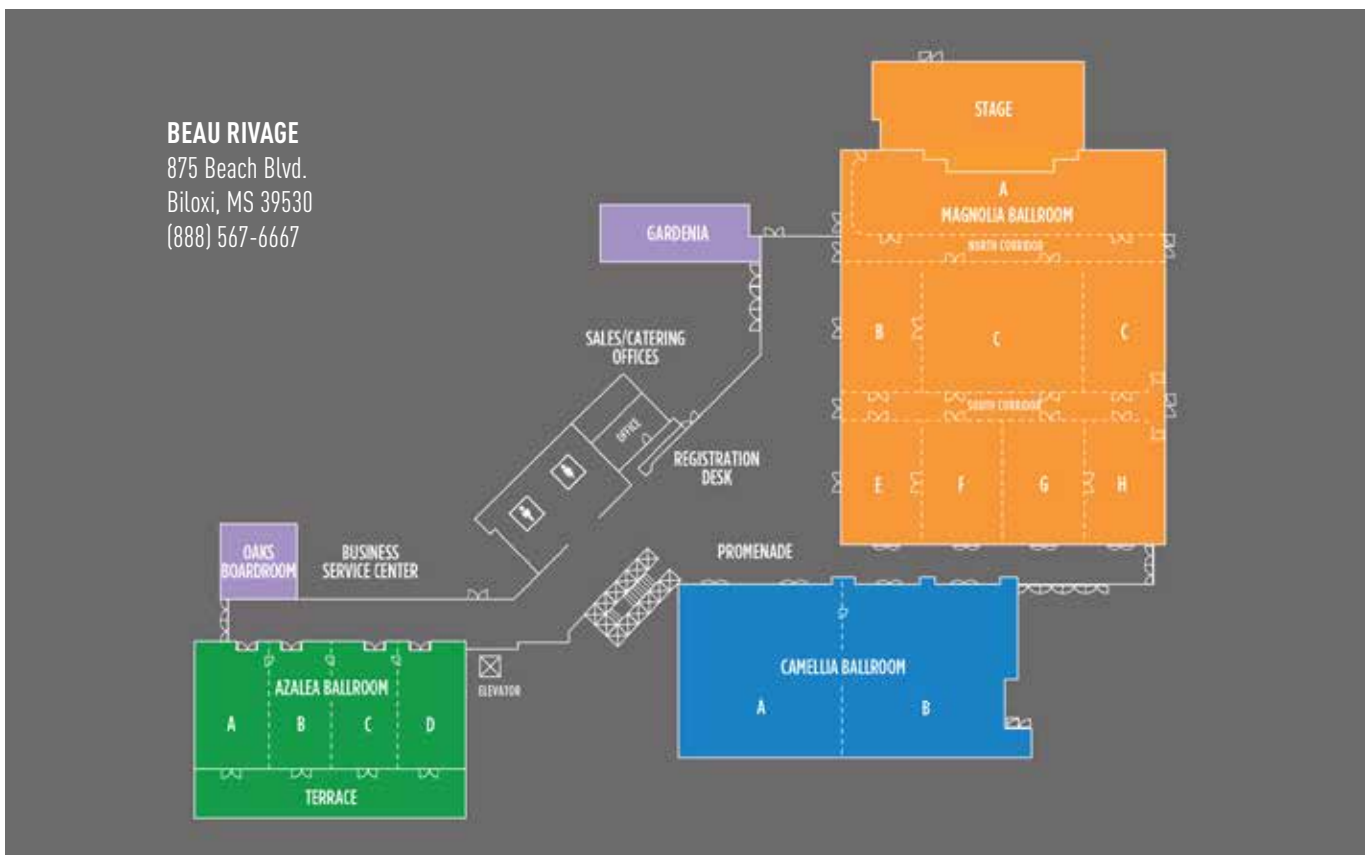 BEAU RIVAGE
875 Beach Blvd.
Biloxi, MS 39530
(888) 567-6667
STAGE
A
MAGNOLIA BALLROOM
NORTH CORRIDOR
GARDENIA
B
C
C
SALES/CATERING
OFFICES
SOUTH CORRIDOR
OFFICE
REGISTRATION
DESK
E
F
G
H
OAKS
BOARDROOM
BUSINESS
SERVICE CENTER
PROMENADE
CAMELLIA BALLROOM
A
B
ELEVATOR
AZALEA BALLROOM
A
B
C
D
TERRACE